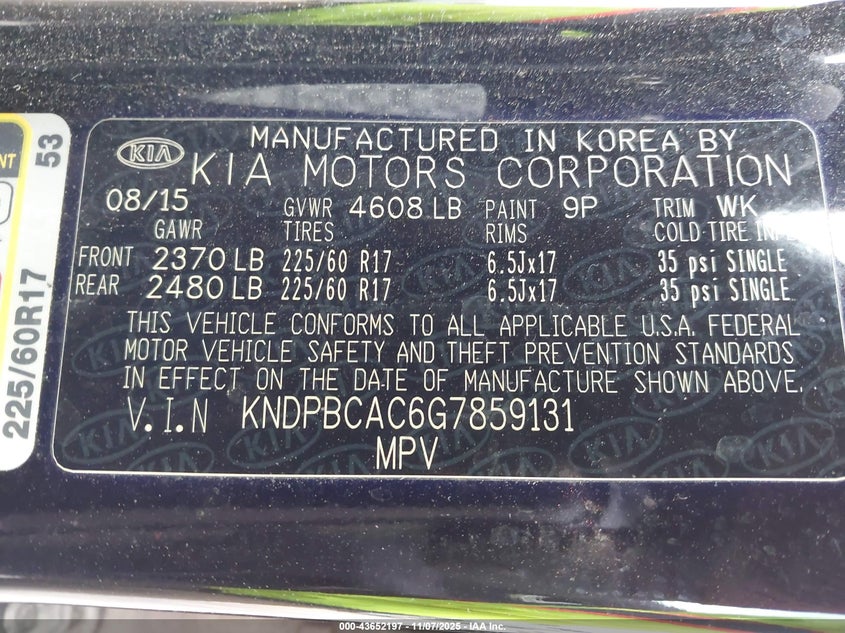 MANUFACTURED IN KOREA BY
KIA KIA MOTORS CORPORATION
08/15 GVWR 4608 LB PAINT 9P TRIM WK
GAWR TIRES RIMS COLD TIRE
FRONT 2370 LB 225/60 R17 6.5Jx17 35 psi SINGLE
REAR 2480 LB 225/60 R17 6.5Jx17 35 psi SINGLE
THIS VEHICLE CONFORMS TO ALL APPLICABLE U.S.A. FEDERAL
MOTOR VEHICLE SAFETY AND THEFT PREVENTION STANDARDS
IN EFFECT ON THE DATE OF MANUFACTURE SHOWN ABOVE.
V.I.N KNDPBCAC6G7859131
MPV
225/60R17 53
000-43652197 - 11/07/2025 - IAA Inc.